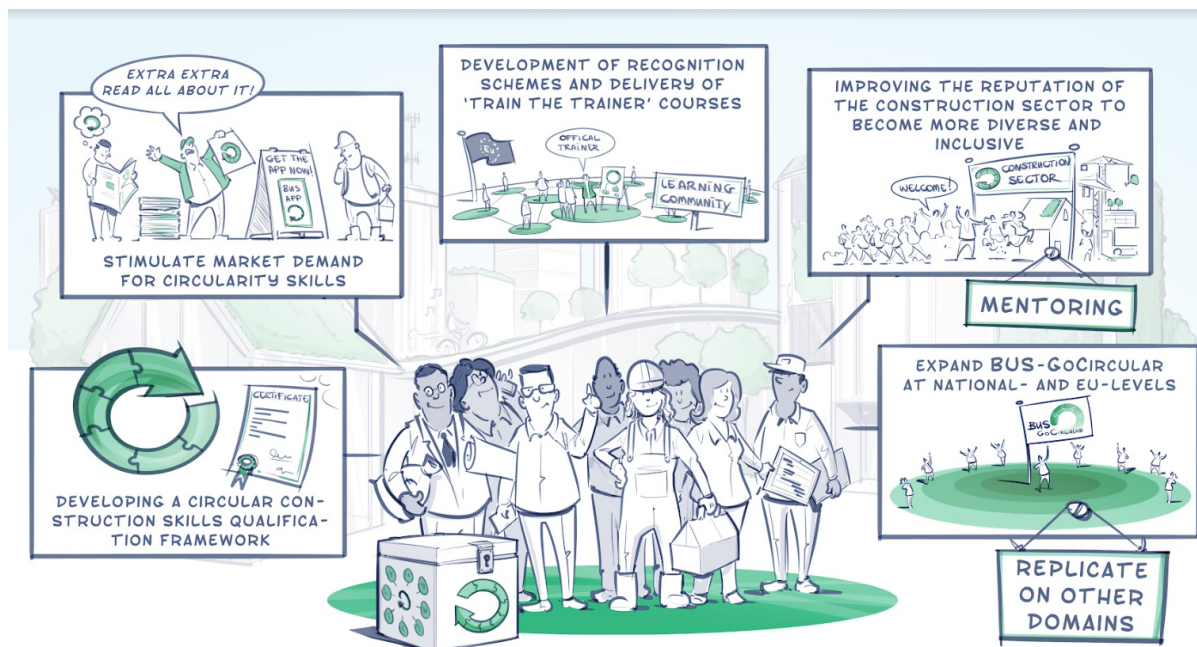 EXTRA EXTRA
READ ALL ABOUT IT!
GET THE
APP NOW!
BUS
APP
STIMULATE MARKET DEMAND
FOR CIRCULARITY SKILLS
DEVELOPMENT OF RECOGNITION
SCHEMES AND DELIVERY OF
'TRAIN THE TRAINER' COURSES
EU
OFFICAL
TRAINER
LEARNING
COMMUNITY
IMPROVING THE REPUTATION OF
THE CONSTRUCTION SECTOR TO
BECOME MORE DIVERSE AND
INCLUSIVE
WELCOME!
CONSTRUCTION
SECTOR
MENTORING
CERTIFICATE
DEVELOPING A CIRCULAR CON-
STRUCTION SKILLS QUALIFICA-
TION FRAMEWORK
EXPAND BUS-GOCIRCULAR
AT NATIONAL- AND EU-LEVELS
BUS
GOCIRCULAR
REPLICATE
ON OTHER
DOMAINS